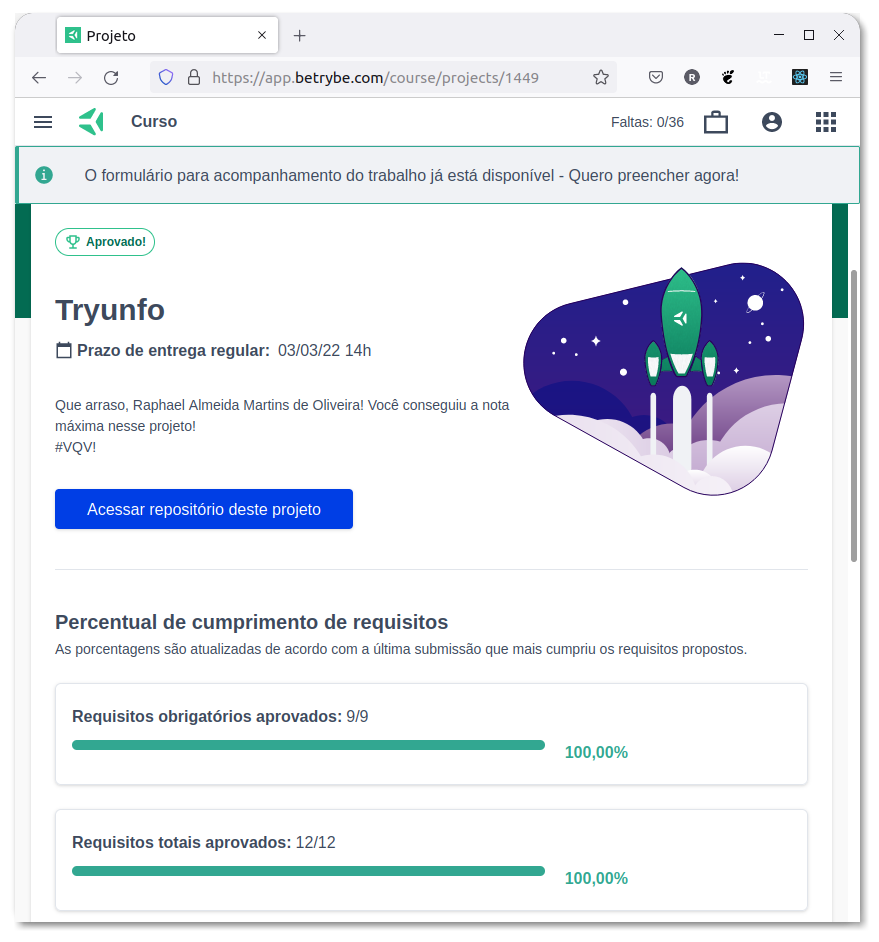 Projeto
https://app.betrybe.com/course/projects/1449
R
Curso
Faltas: 0/36
O formulário para acompanhamento do trabalho já está disponível - Quero preencher agora!
Aprovado!
Tryunfo
Prazo de entrega regular: 03/03/22 14h
Que arraso, Raphael Almeida Martins de Oliveira! Você conseguiu a nota
máxima nesse projeto!
#VQV!
Acessar repositório deste projeto
Percentual de cumprimento de requisitos
As porcentagens são atualizadas de acordo com a última submissão que mais cumpriu os requisitos propostos.
Requisitos obrigatórios aprovados: 9/9
100,00%
Requisitos totais aprovados: 12/12
100,00%